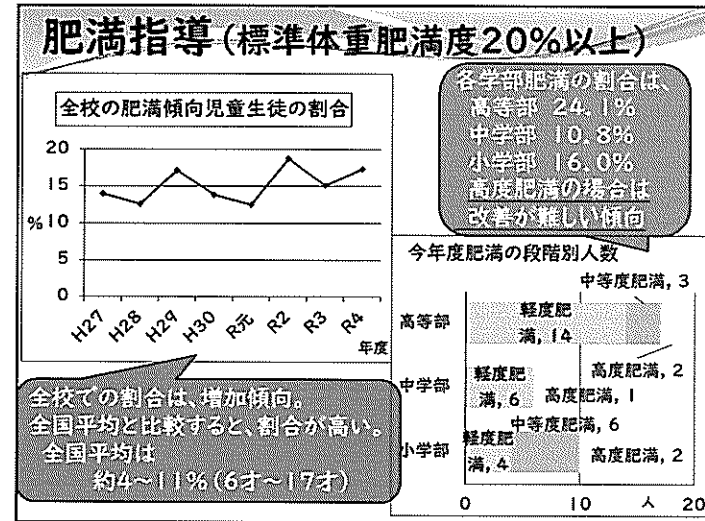 肥満指導(標準体重肥満度20%以上)
全校の肥満傾向児童生徒の割合
20
15
%10
5
0
H27 H28 H29 H30 R元 R2 R3 R4
年度
全校での割合は、増加傾向。
全国平均と比較すると、割合が高い。
全国平均は
約4~11%(6才~17才)
各学部肥満の割合は、
高等部 24.1%
中学部 10.8%
小学部 16.0%
高度肥満の場合は
改善が難しい傾向
今年度肥満の段階別人数
中等度肥満, 3
高等部
軽度肥
満, 14
高度肥満, 2
中学部
軽度肥
満, 6
高度肥満, 1
中等度肥満, 6
小学部
軽度肥
満, 4
高度肥満, 2
0 10 人 20